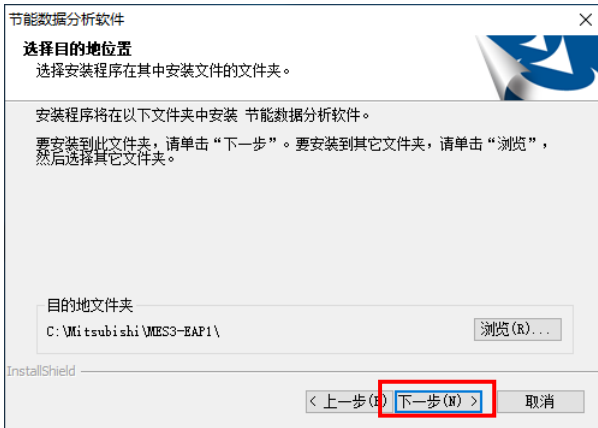 节能数据分析软件
选择目的地位置
选择安装程序在其中安装文件的文件夹。
安装程序将在以下文件夹中安装 节能数据分析软件。
要安装到此文件夹，请单击“下一步”。要安装到其它文件夹，请单击“浏览”，
然后选择其它文件夹。
目的地文件夹
C:\Mitsubishi\MES3-EAP1\
浏览(R)...
InstallShield
< 上一步(B) 下一步(N) > 取消